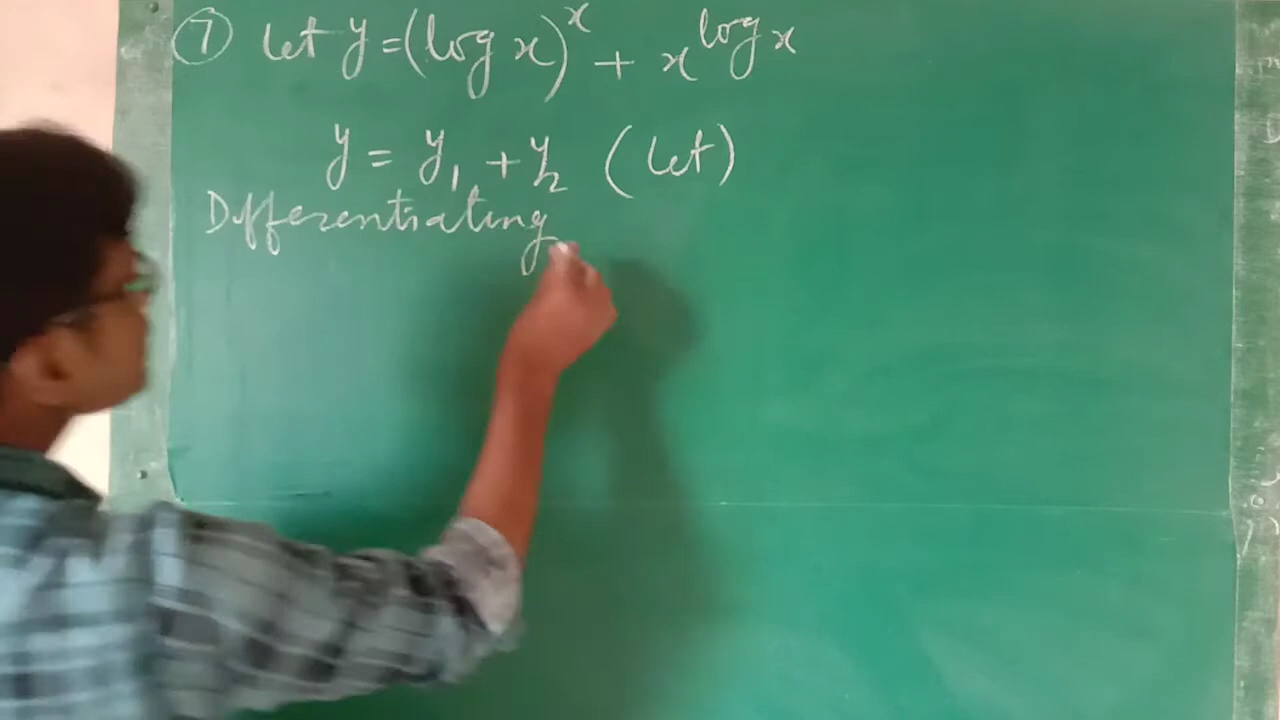 ⑦ Let y = (log x)^x + x^log x
y = y₁ + y₂ (Let)
Differentiating